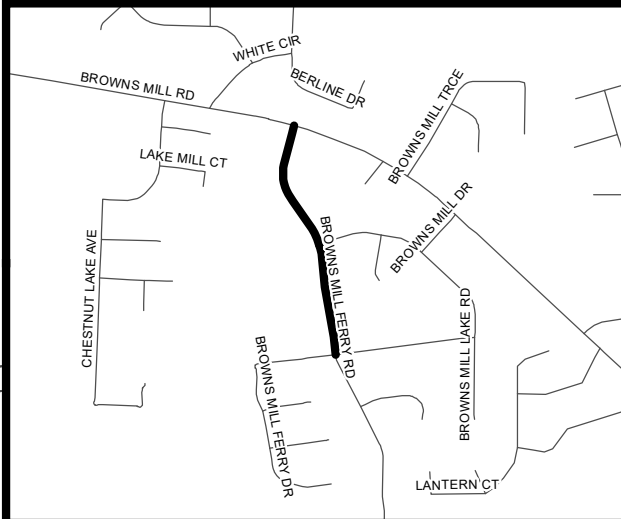 WHITE CIR
BROWNS MILL RD
BERLINE DR
BROWNS MILL TRCE
LAKE MILL CT
BROWNS MILL DR
BROWNS MILL FERRY RD
CHESTNUT LAKE AVE
BROWNS MILL LAKE RD
BROWNS MILL FERRY DR
LANTERN CT